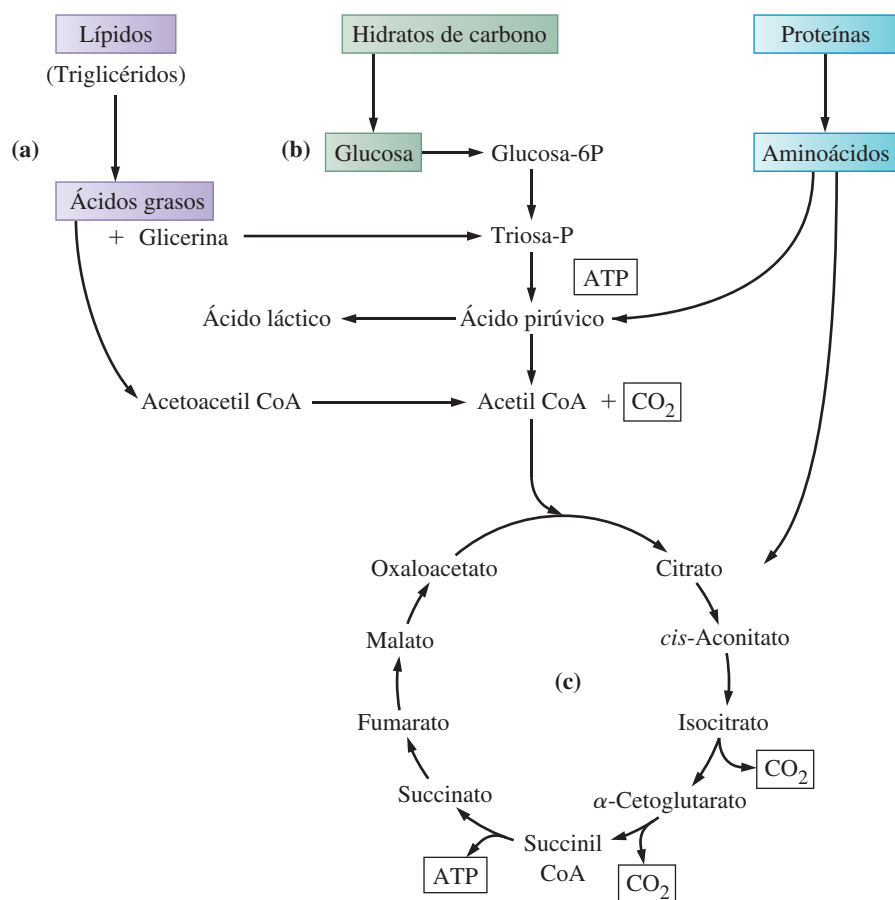 Lípidos
(Triglicéridos)
Hidratos de carbono
Proteínas
(a)
(b)
Glucosa
Glucosa-6P
Aminoácidos
Ácidos grasos
+ Glicerina
Triosa-P
ATP
Ácido láctico
Ácido pirúvico
Acetoacetil CoA
Acetil CoA + CO2
Oxaloacetato
Citrato
Malato
cis-Aconitato
(c)
Fumarato
Isocitrato
CO2
Succinato
α-Cetoglutarato
Succinil
CoA
ATP
CO2